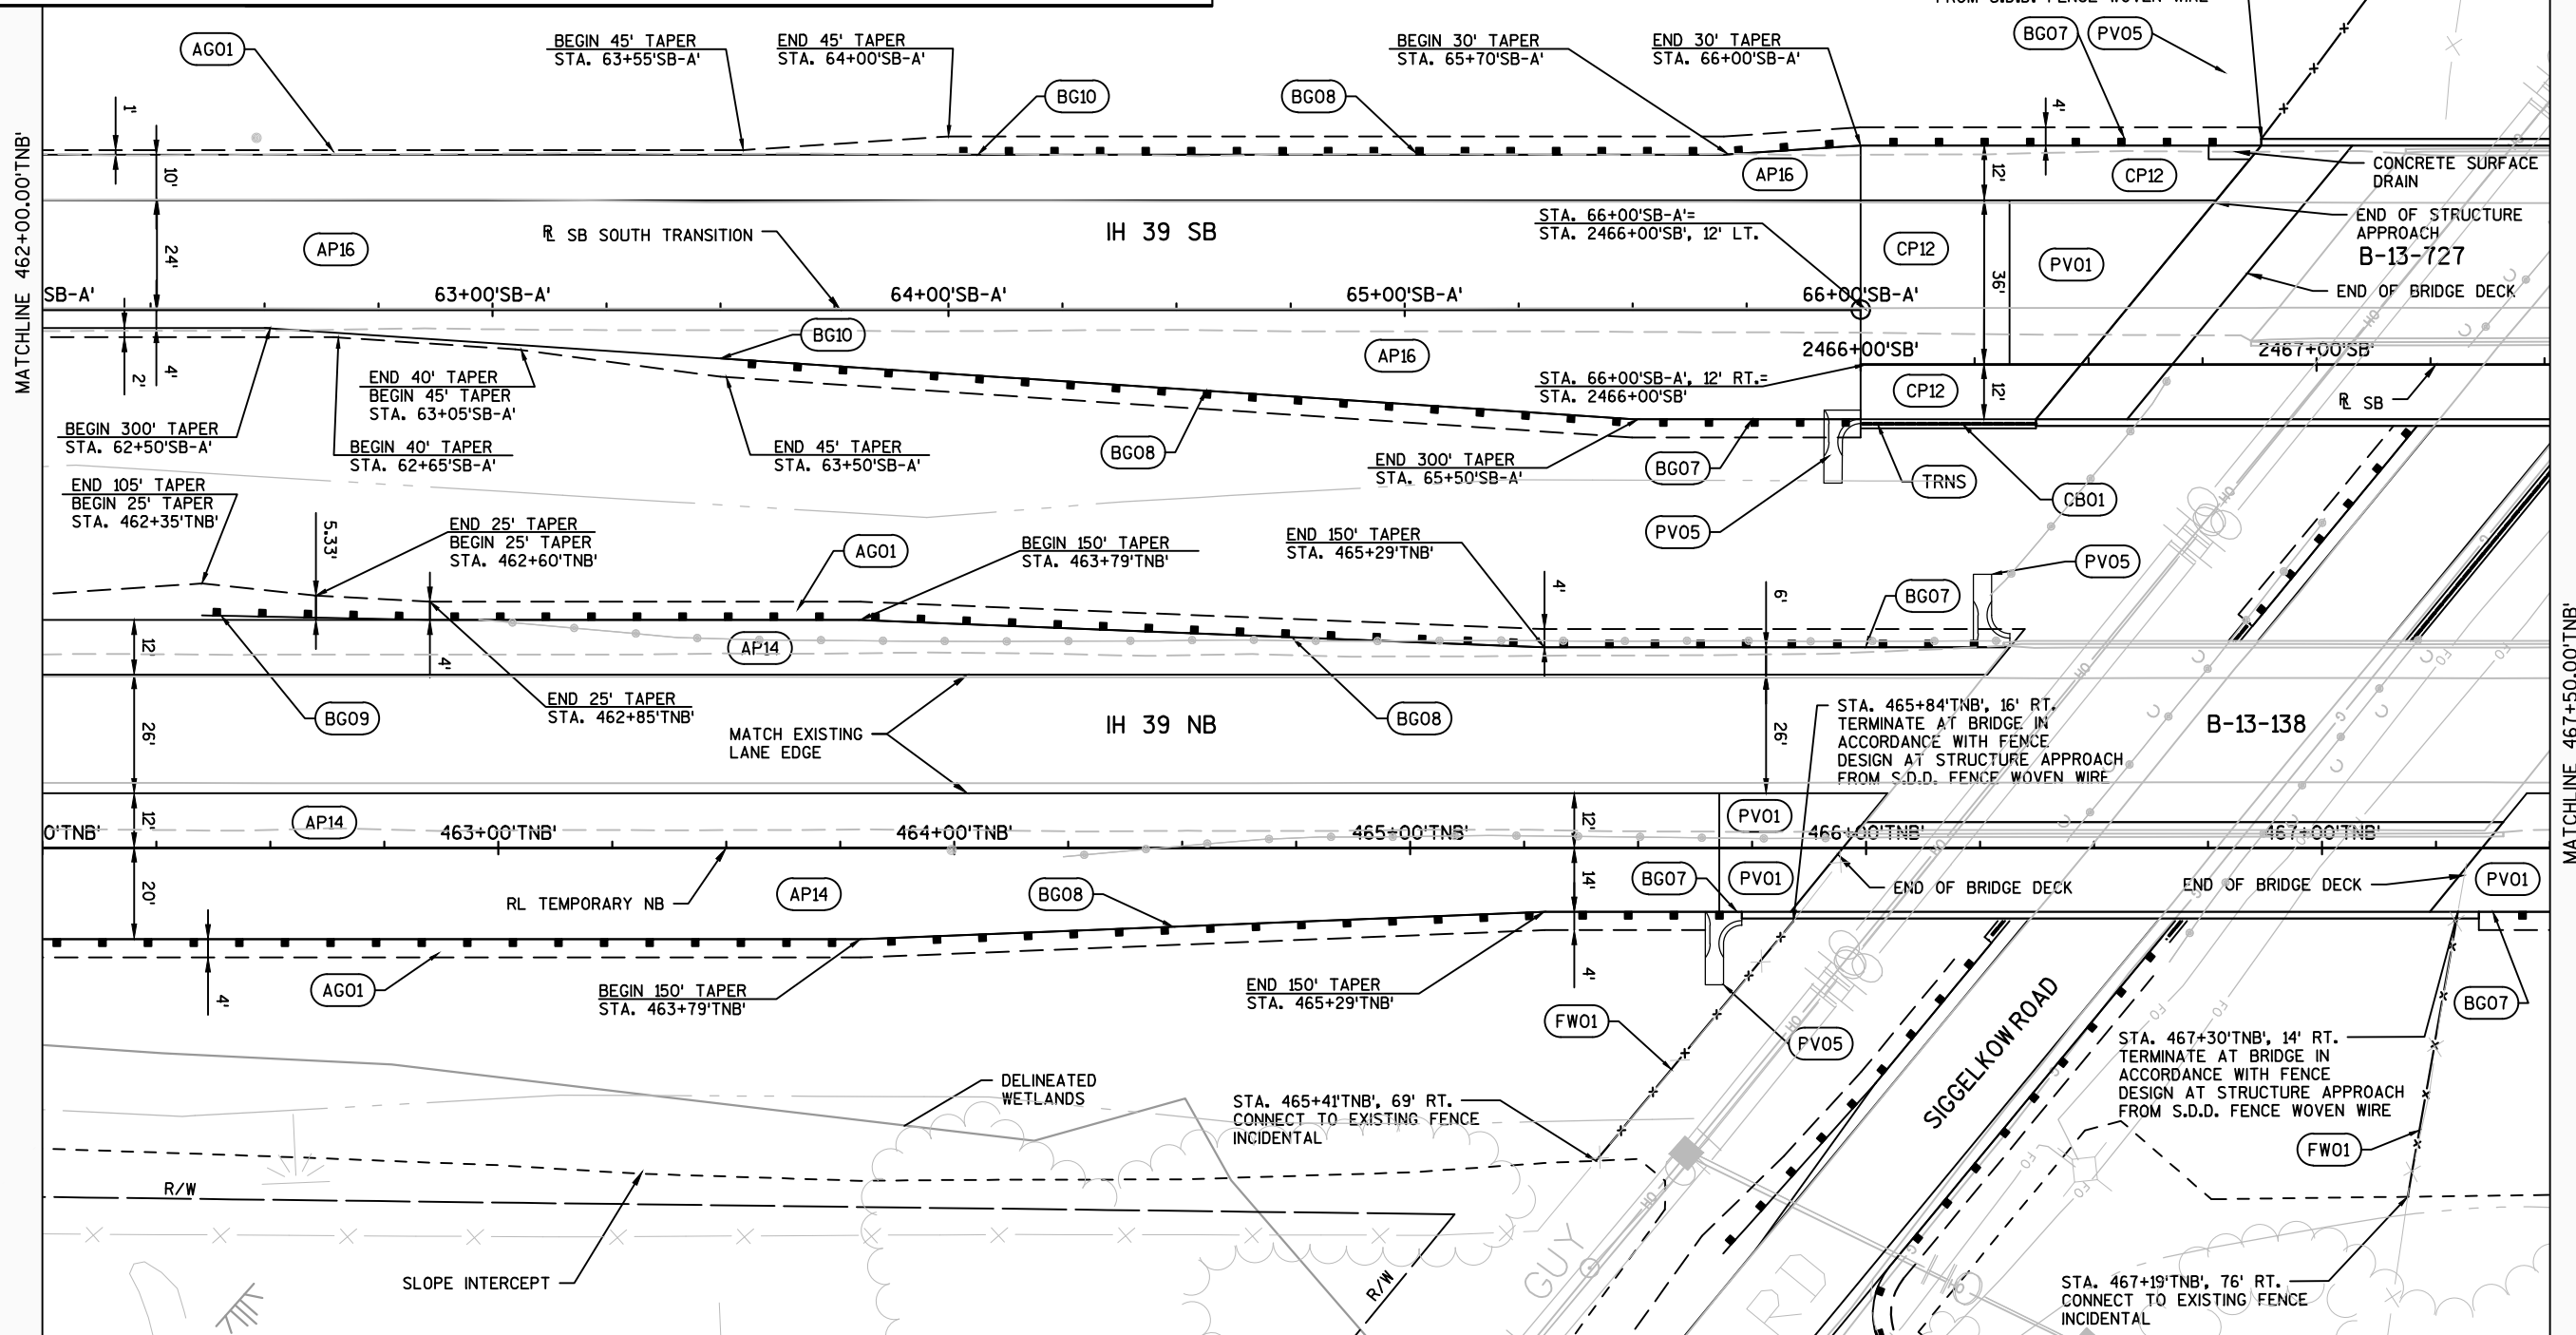 BG07
PV05
AG01
BEGIN 45' TAPER
STA. 63+55'SB-A'
END 45' TAPER
STA. 64+00'SB-A'
BEGIN 30' TAPER
STA. 65+70'SB-A'
END 30' TAPER
STA. 66+00'SB-A'
BG10
BG08
1'
4'
MATCHLINE 462+00.00'TNB'
10'
AP16
12'
CP12
CONCRETE SURFACE
DRAIN
24'
AP16
℞ SB SOUTH TRANSITION
IH 39 SB
STA. 66+00'SB-A'=
STA. 2466+00'SB', 12' LT.
CP12
36'
PV01
END OF STRUCTURE
APPROACH
B-13-727
END OF BRIDGE DECK
SB-A'
63+00'SB-A'
64+00'SB-A'
65+00'SB-A'
66+00'SB-A'
BG10
AP16
2466+00'SB'
2467+00'SB'
2'
4'
END 40' TAPER
BEGIN 45' TAPER
STA. 63+05'SB-A'
STA. 66+00'SB-A', 12' RT.=
STA. 2466+00'SB'
CP12
12'
℞ SB
BEGIN 300' TAPER
STA. 62+50'SB-A'
BEGIN 40' TAPER
STA. 62+65'SB-A'
END 45' TAPER
STA. 63+50'SB-A'
BG08
END 300' TAPER
STA. 65+50'SB-A'
BG07
TRNS
CB01
END 105' TAPER
BEGIN 25' TAPER
STA. 462+35'TNB'
5.33'
END 25' TAPER
BEGIN 25' TAPER
STA. 462+60'TNB'
AG01
BEGIN 150' TAPER
STA. 463+79'TNB'
END 150' TAPER
STA. 465+29'TNB'
PV05
PV05
4'
6'
BG07
12'
4'
AP14
BG09
END 25' TAPER
STA. 462+85'TNB'
26'
MATCH EXISTING
LANE EDGE
IH 39 NB
BG08
26'
STA. 465+84'TNB', 16' RT.
TERMINATE AT BRIDGE IN
ACCORDANCE WITH FENCE
DESIGN AT STRUCTURE APPROACH
FROM S.D.D. FENCE WOVEN WIRE
B-13-138
MATCHLINE 467+50.00'TNB'
12'
AP14
12'
PV01
0'TNB'
463+00'TNB'
464+00'TNB'
465+00'TNB'
466+00'TNB'
467+00'TNB'
20'
RL TEMPORARY NB
AP14
BG08
14'
BG07
PV01
END OF BRIDGE DECK
END OF BRIDGE DECK
PV01
4'
AG01
BEGIN 150' TAPER
STA. 463+79'TNB'
END 150' TAPER
STA. 465+29'TNB'
4'
FW01
PV05
SIGGELKOW ROAD
BG07
STA. 467+30'TNB', 14' RT.
TERMINATE AT BRIDGE IN
ACCORDANCE WITH FENCE
DESIGN AT STRUCTURE APPROACH
FROM S.D.D. FENCE WOVEN WIRE
FW01
DELINEATED
WETLANDS
STA. 465+41'TNB', 69' RT.
CONNECT TO EXISTING FENCE
INCIDENTAL
R/W
SLOPE INTERCEPT
R/W
GUY
RD
STA. 467+19'TNB', 76' RT.
CONNECT TO EXISTING FENCE
INCIDENTAL